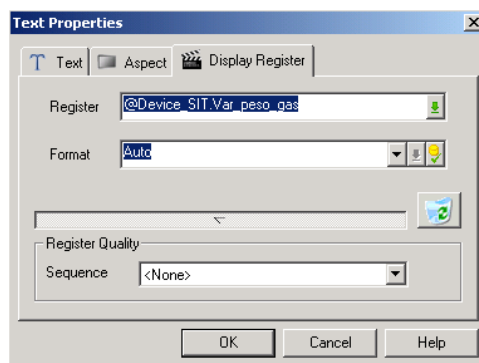 Text Properties
Text Aspect Display Register
Register @Device_SIT.Var_peso_gas
Format Auto
Register Quality
Sequence <None>
OK Cancel Help